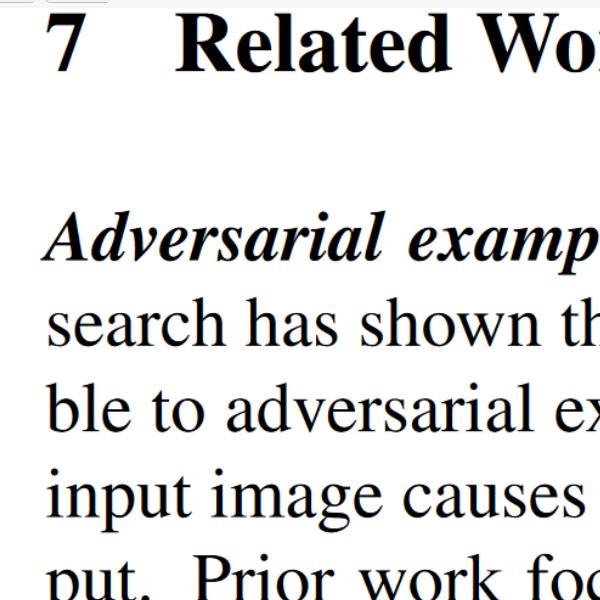 7 Related Wo
Adversarial examp
search has shown th
ble to adversarial ex
input image causes
put. Prior work foc